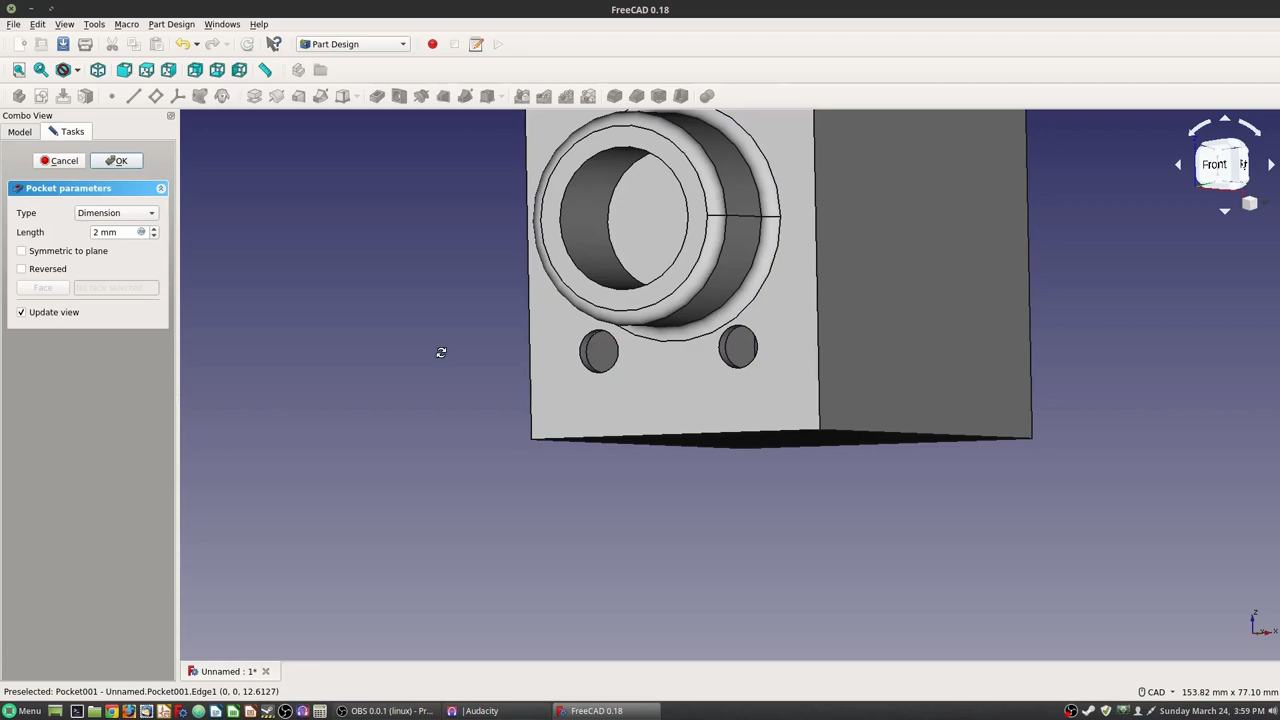 FreeCAD 0.18
File Edit View Tools Macro Part Design Windows Help
Part Design
Combo View
Model Tasks
Cancel OK
Pocket parameters
Type Dimension
Length 2 mm
Symmetric to plane
Reversed
Face No face selected
Update view
Front
z
x
Unnamed : 1*
Preselected: Pocket001 - Unnamed.Pocket001.Edge1 (0, 0, 12.6127)
CAD 153.82 mm x 77.10 mm
Menu OBS 0.0.1 (linux) - Pr... Audacity FreeCAD 0.18 Sunday March 24, 3:59 PM